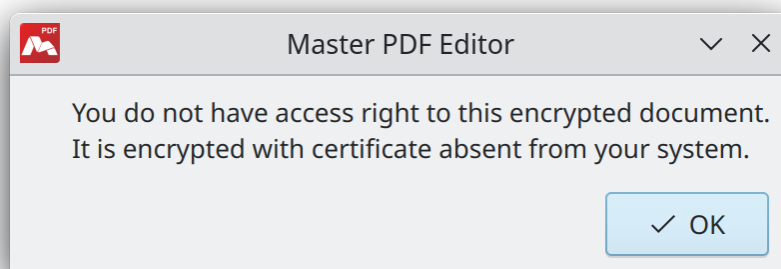 PDF
Master PDF Editor
You do not have access right to this encrypted document.
It is encrypted with certificate absent from your system.
OK